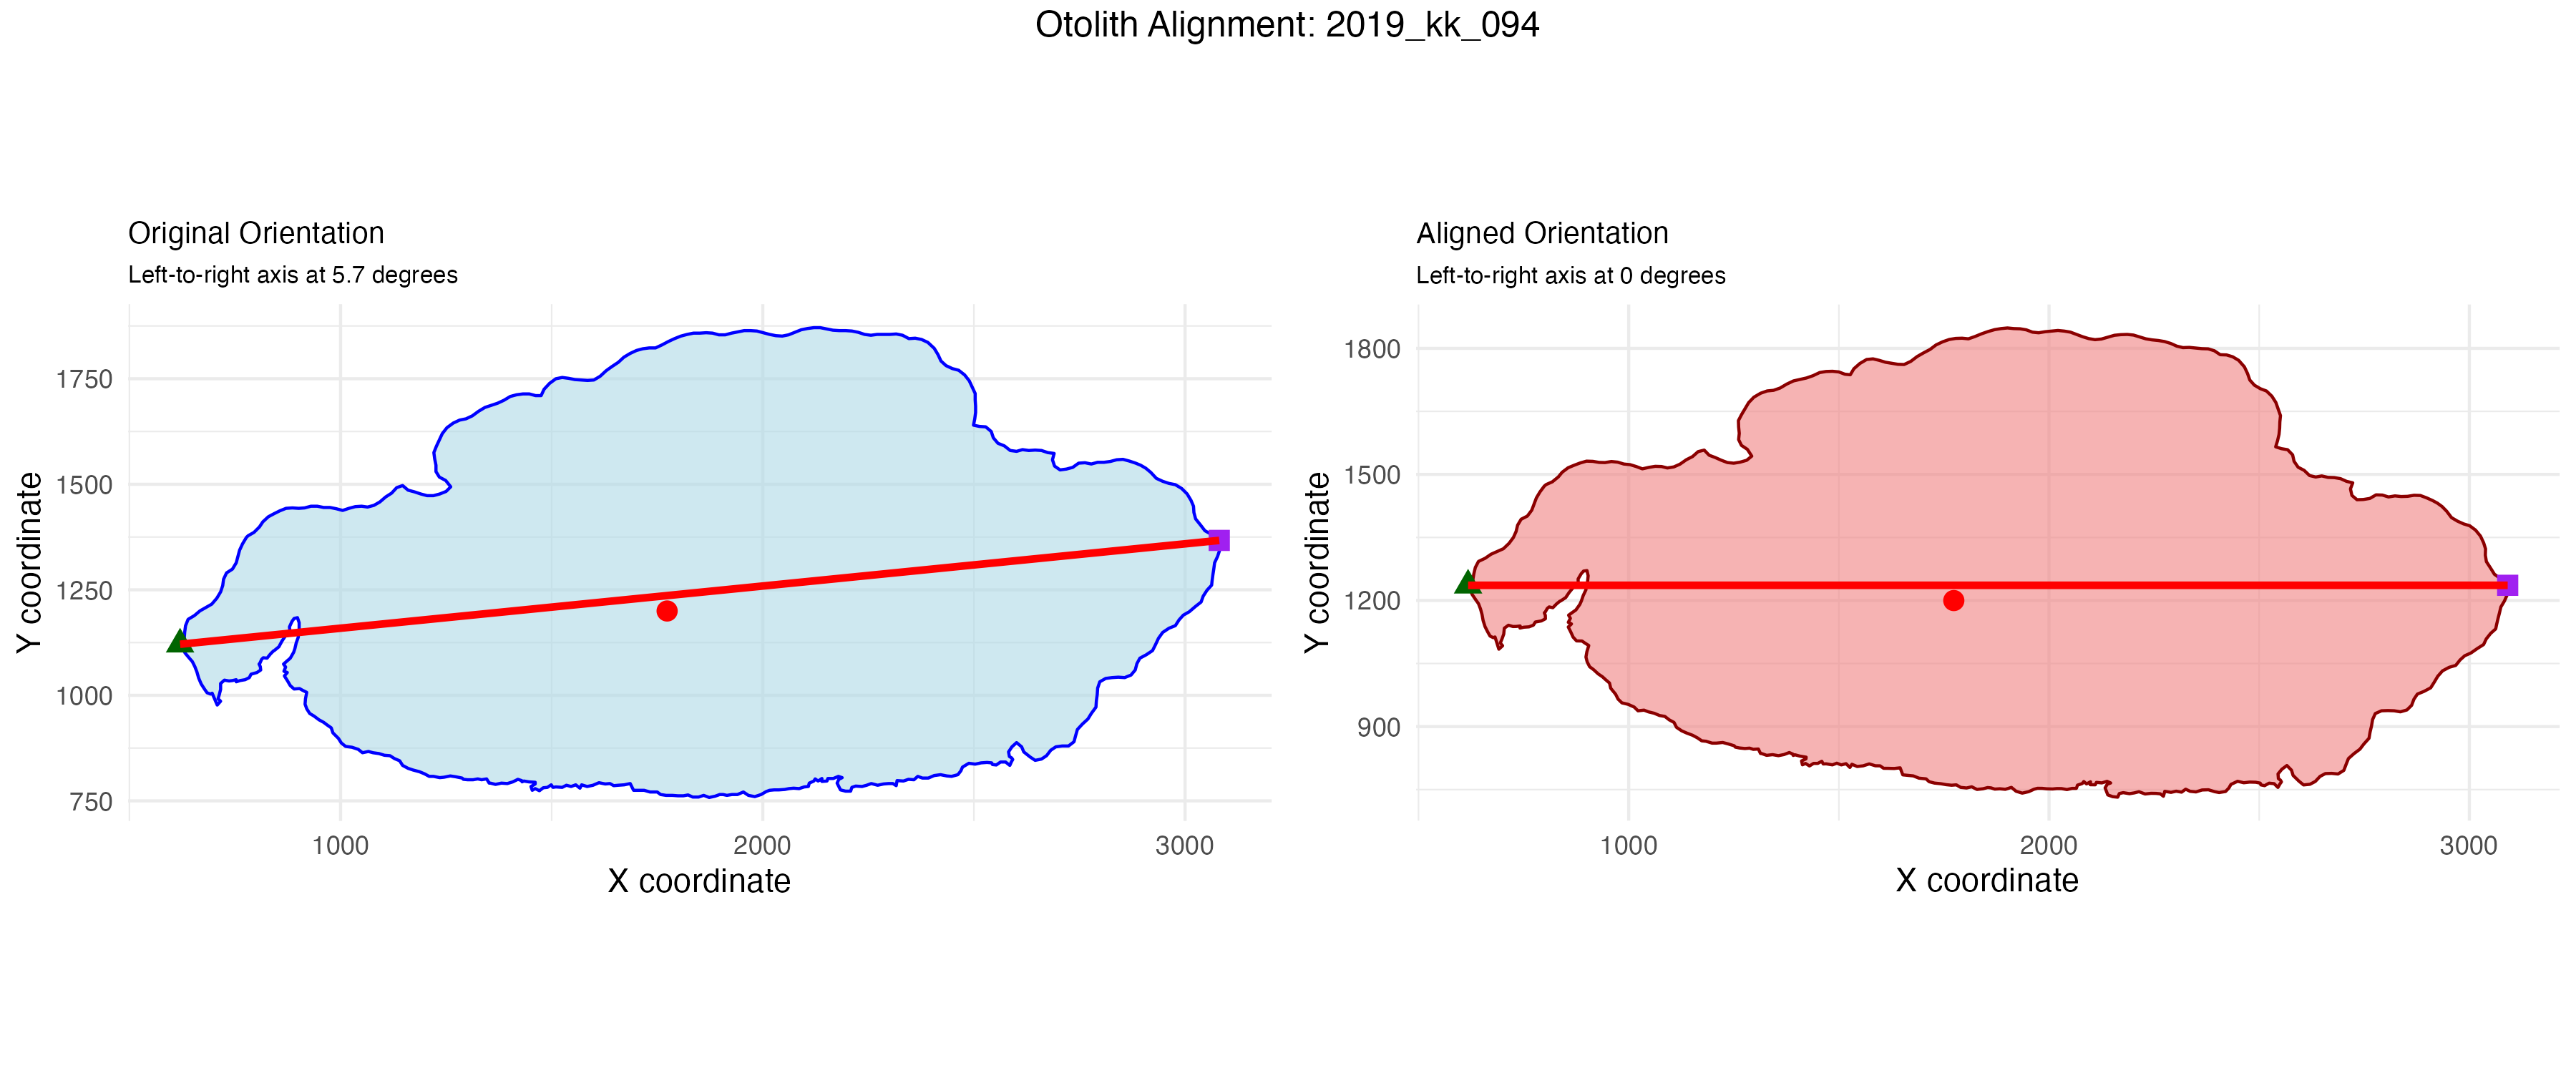 Otolith Alignment: 2019_kk_094
Original Orientation
Left-to-right axis at 5.7 degrees
Y coordinate
1750
1500
1250
1000
750
1000
2000
3000
X coordinate
Aligned Orientation
Left-to-right axis at 0 degrees
Y coordinate
1800
1500
1200
900
1000
2000
3000
X coordinate